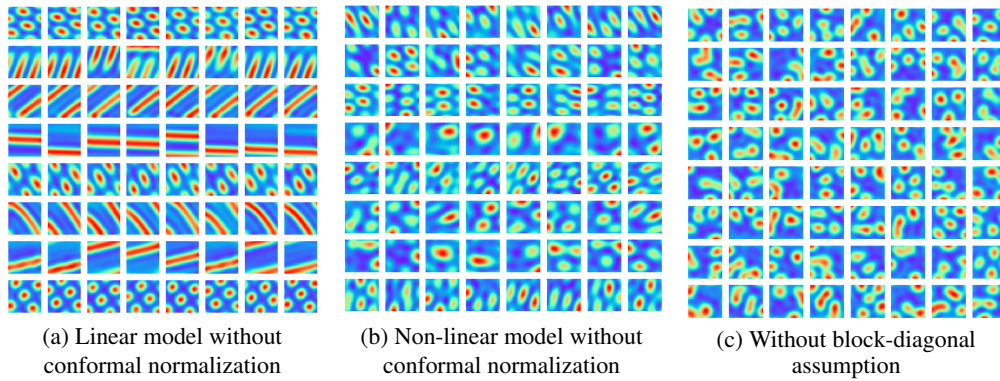 (a) Linear model without
conformal normalization
(b) Non-linear model without
conformal normalization
(c) Without block-diagonal
assumption